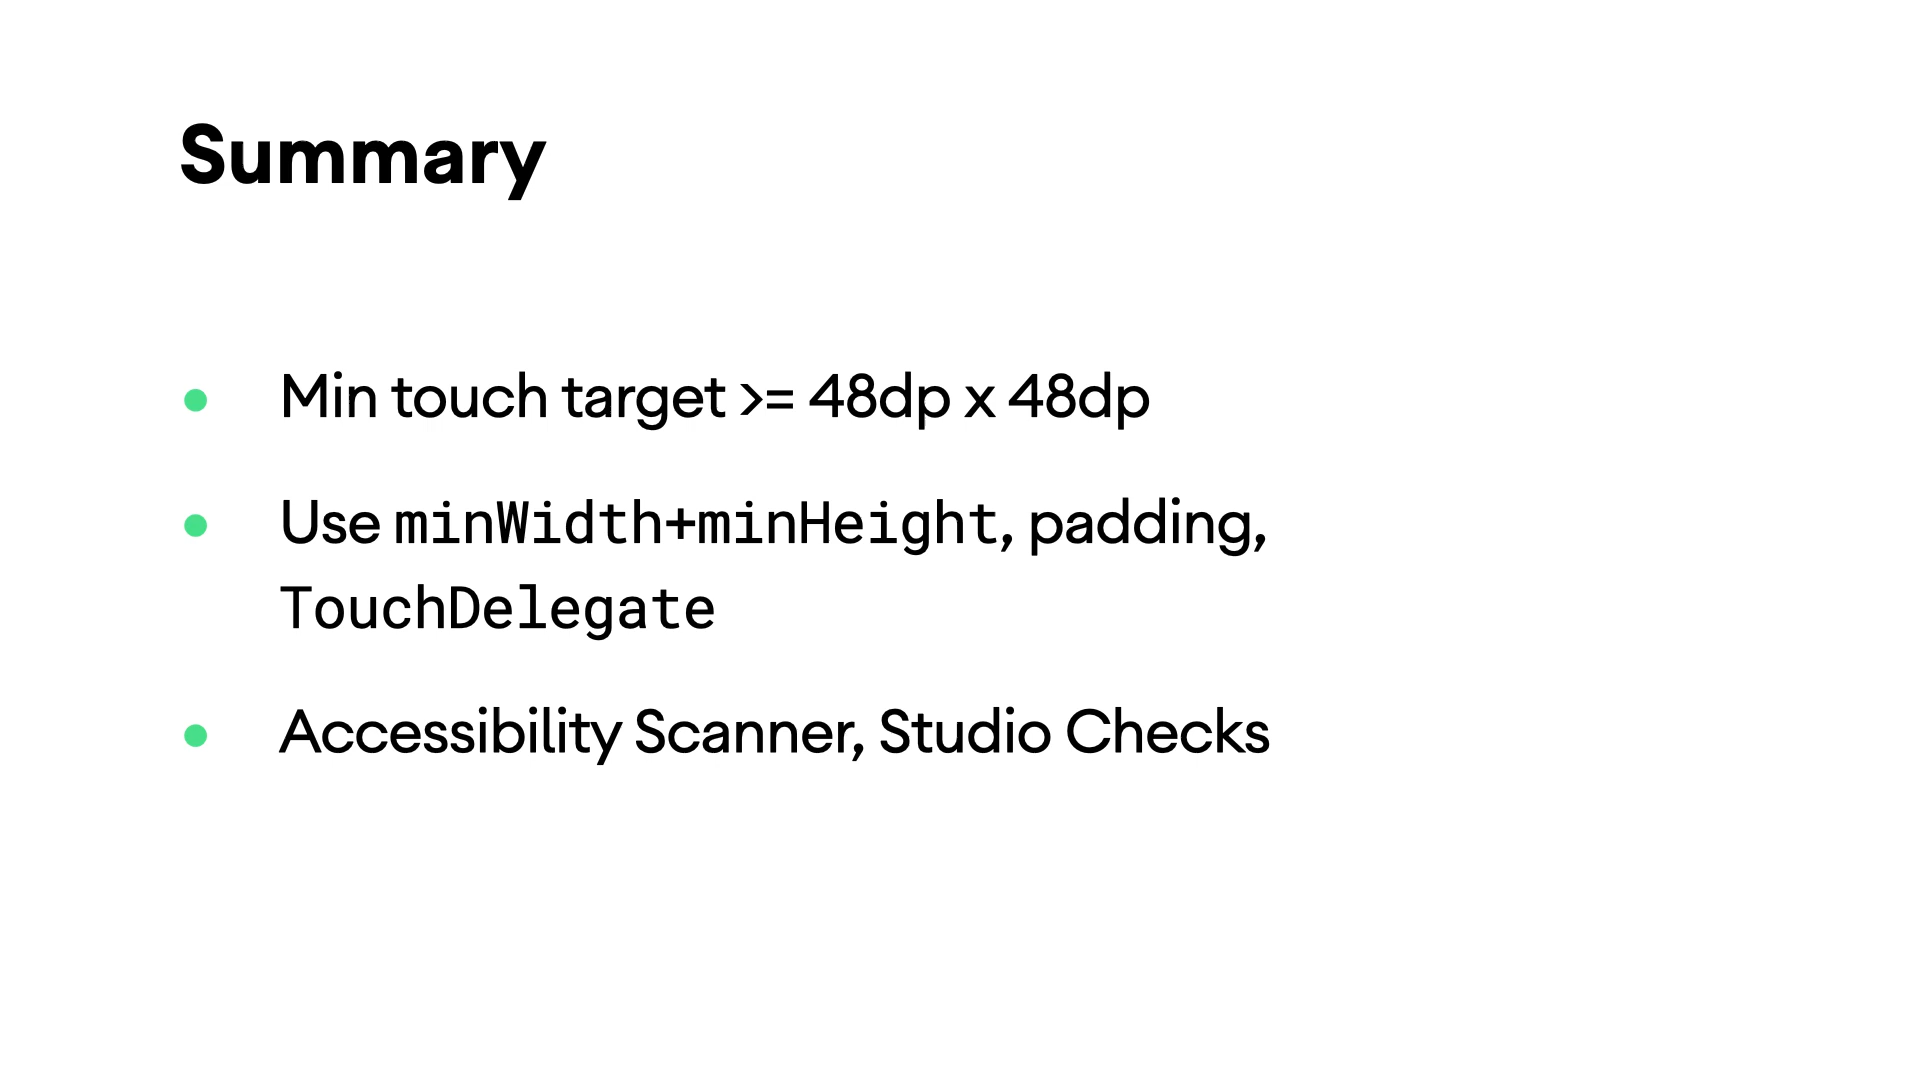 Summary
Min touch target >= 48dp x 48dp
Use minWidth+minHeight, padding,
TouchDelegate
Accessibility Scanner, Studio Checks